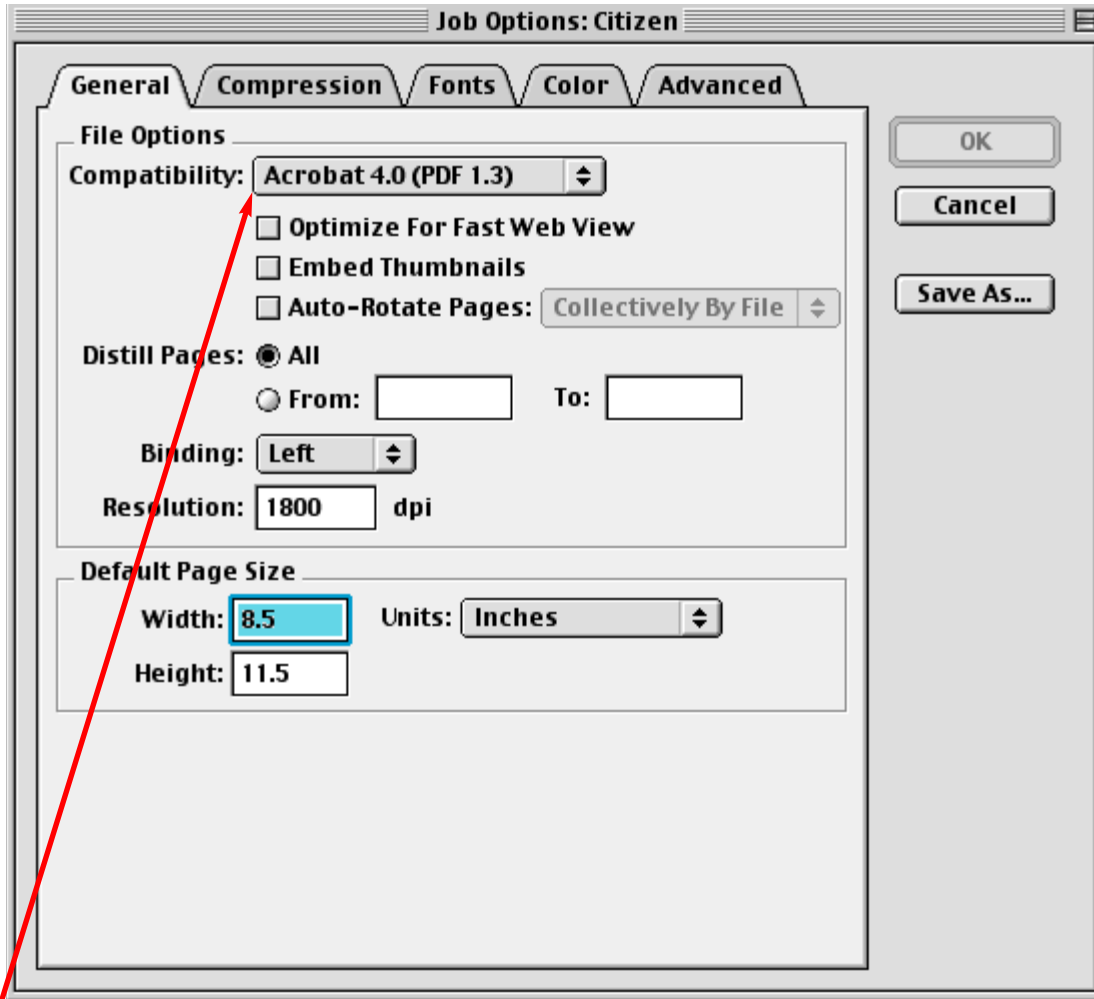 Job Options: Citizen
General Compression Fonts Color Advanced
File Options
OK
Compatibility: Acrobat 4.0 (PDF 1.3)
Cancel
Optimize For Fast Web View
Embed Thumbnails
Save As...
Auto-Rotate Pages: Collectively By File
Distill Pages: All
From: To:
Binding: Left
Resolution: 1800 dpi
Default Page Size
Width: 8.5 Units: Inches
Height: 11.5